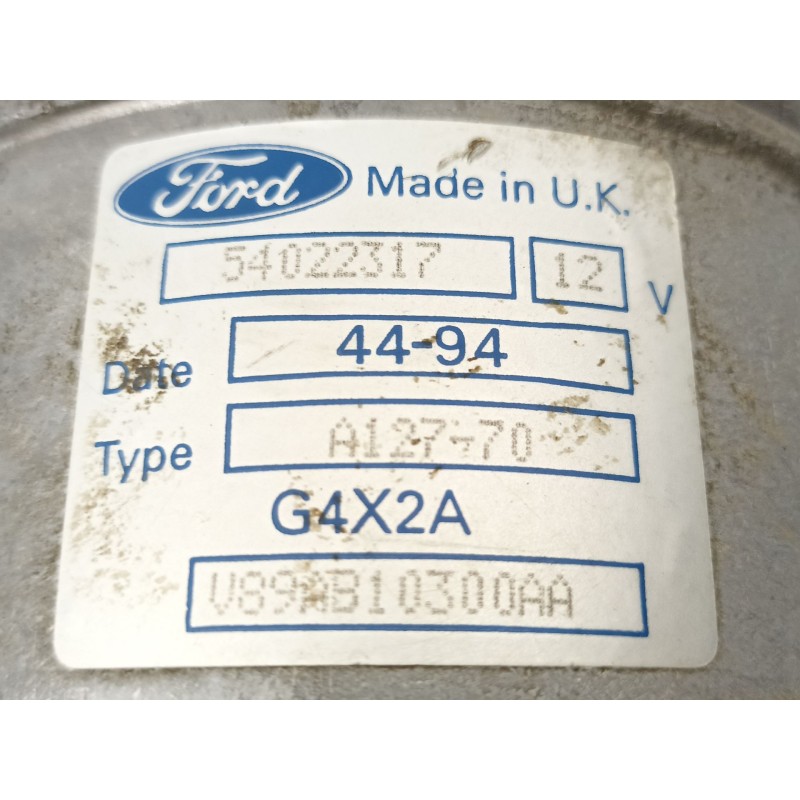 Ford Made in U.K.
54022317 12 V
Date 44-94
Type A127-70
G4X2A
V89AB10300AA